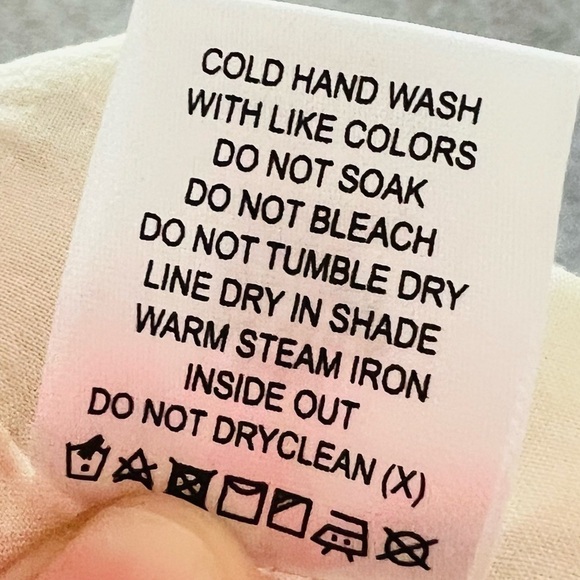 COLD HAND WASH
WITH LIKE COLORS
DO NOT SOAK
DO NOT BLEACH
DO NOT TUMBLE DRY
LINE DRY IN SHADE
WARM STEAM IRON
INSIDE OUT
DO NOT DRYCLEAN (X)